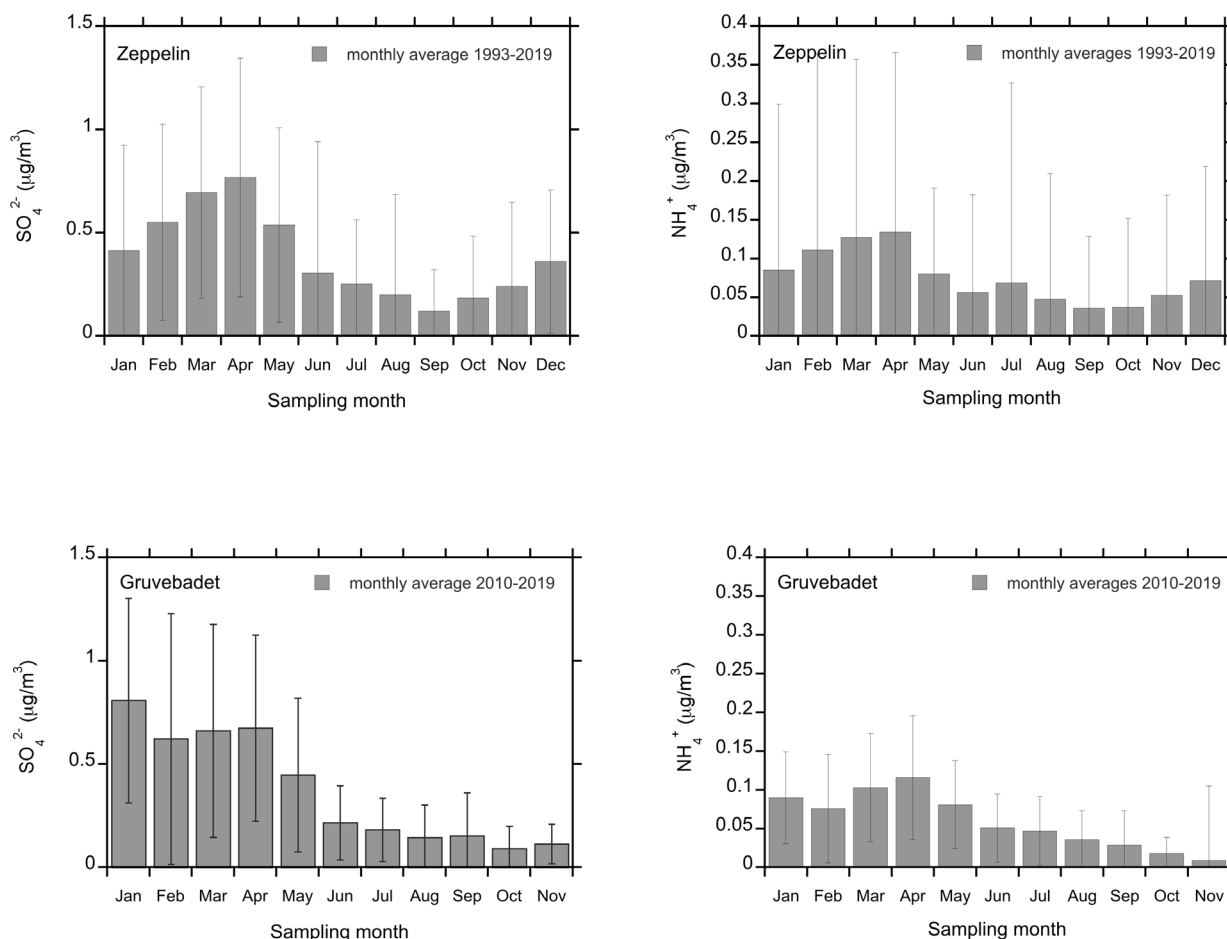 1.5
1
0.5
0
SO₄²⁻ (µg/m³)
Zeppelin
monthly average 1993-2019
Jan Feb Mar Apr May Jun Jul Aug Sep Oct Nov Dec
Sampling month
0.4
0.35
0.3
0.25
0.2
0.15
0.1
0.05
0
NH₄⁺ (µg/m³)
Zeppelin
monthly averages 1993-2019
Jan Feb Mar Apr May Jun Jul Aug Sep Oct Nov Dec
Sampling month
1.5
1
0.5
0
SO₄²⁻ (µg/m³)
Gruvebadet
monthly average 2010-2019
Jan Feb Mar Apr May Jun Jul Aug Sep Oct Nov
Sampling month
0.4
0.35
0.3
0.25
0.2
0.15
0.1
0.05
0
NH₄⁺ (µg/m³)
Gruvebadet
monthly averages 2010-2019
Jan Feb Mar Apr May Jun Jul Aug Sep Oct Nov
Sampling month